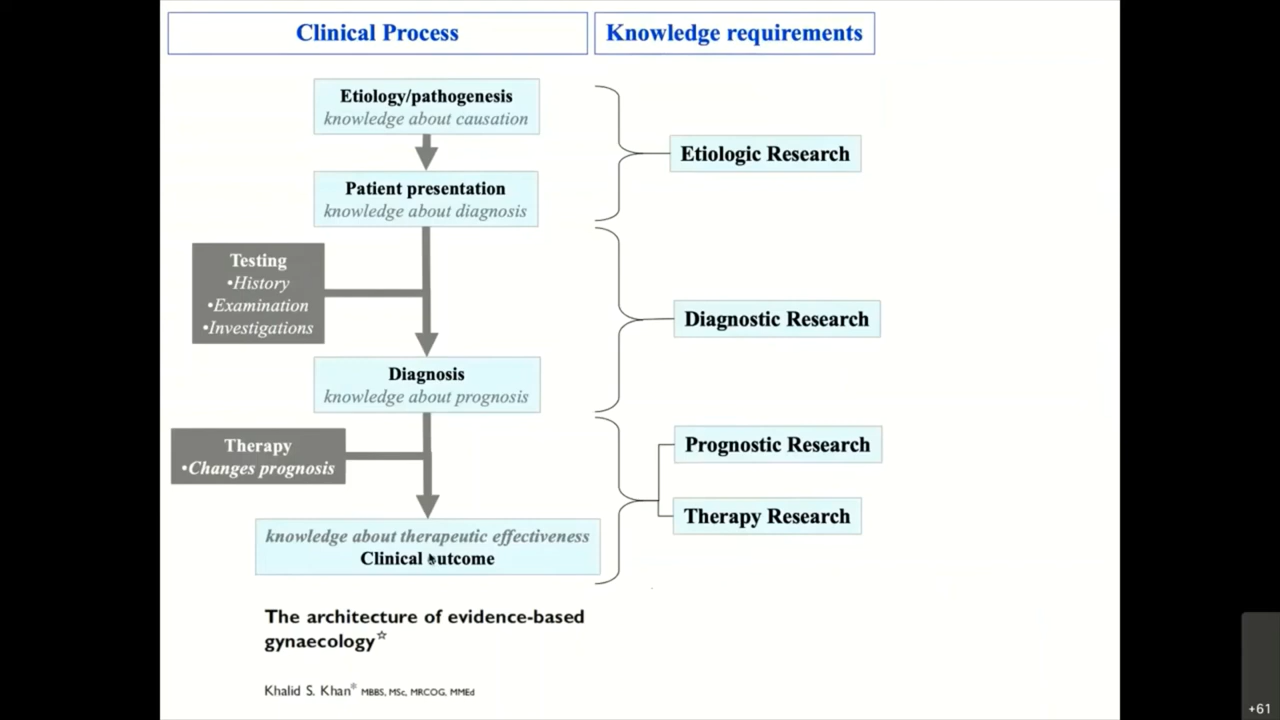 Clinical Process
Knowledge requirements
Etiology/pathogenesis
knowledge about causation
Etiologic Research
Patient presentation
knowledge about diagnosis
Testing
•History
•Examination
•Investigations
Diagnostic Research
Diagnosis
knowledge about prognosis
Therapy
•Changes prognosis
Prognostic Research
Therapy Research
knowledge about therapeutic effectiveness
Clinical outcome
The architecture of evidence-based
gynaecology☆
Khalid S. Khan* MBBS, MSc, MRCOG, MMEd
+61